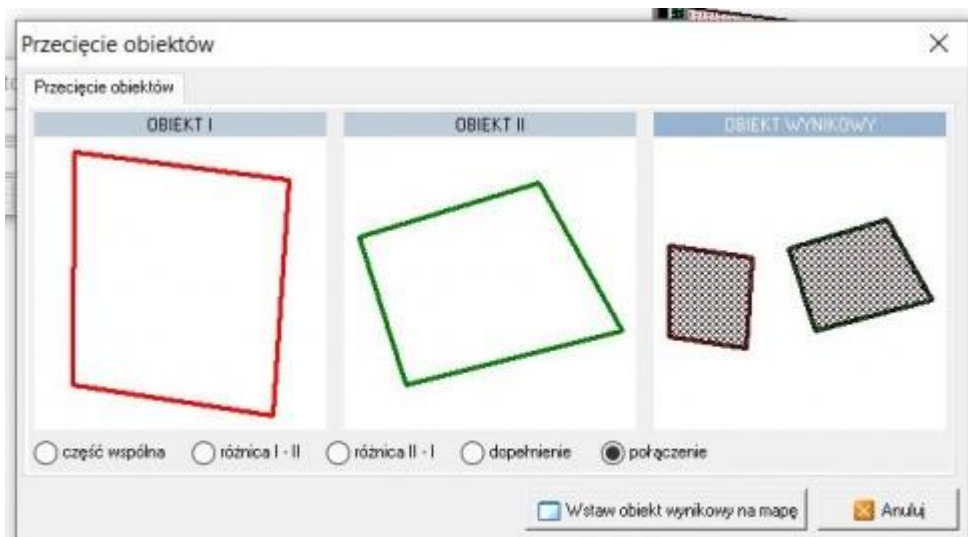 Przecięcie obiektów
Przecięcie obiektów
OBIEKT I
OBIEKT II
OBIEKT WYNIKOWY
część wspólna
różnica I - II
różnica II - I
dopełnienie
połączenie
Wstaw obiekt wynikowy na mapę
Anuluj